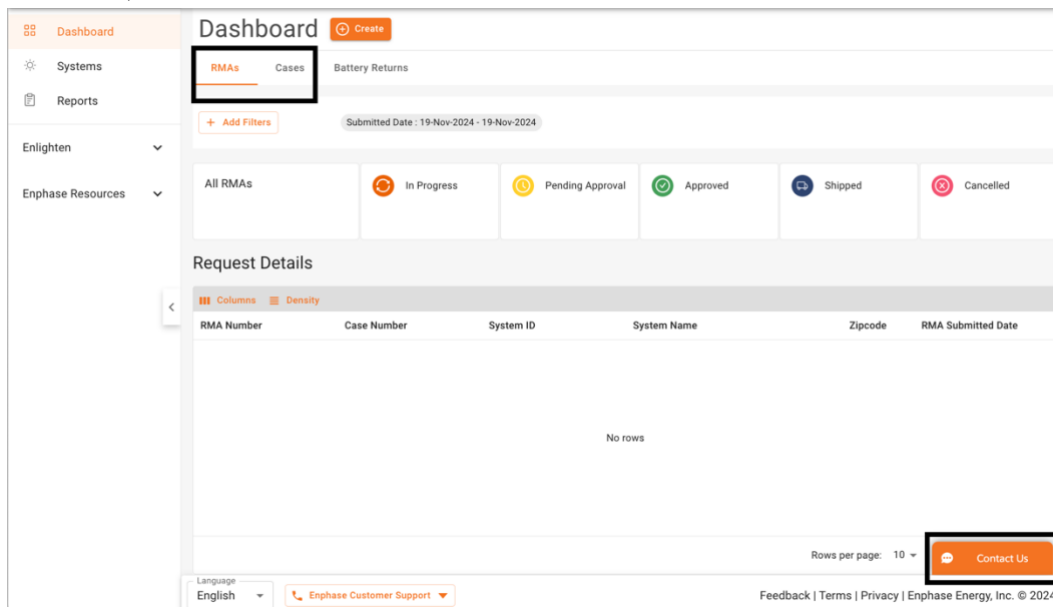 Dashboard
Systems
Reports
Enlighten
Enphase Resources
Dashboard
Create
RMAs Cases Battery Returns
+ Add Filters Submitted Date : 19-Nov-2024 - 19-Nov-2024
All RMAs In Progress Pending Approval Approved Shipped Cancelled
Request Details
Columns Density
RMA Number Case Number System ID System Name Zipcode RMA Submitted Date
No rows
Rows per page: 10
Contact Us
Language
English
Enphase Customer Support
Feedback | Terms | Privacy | Enphase Energy, Inc. © 2024